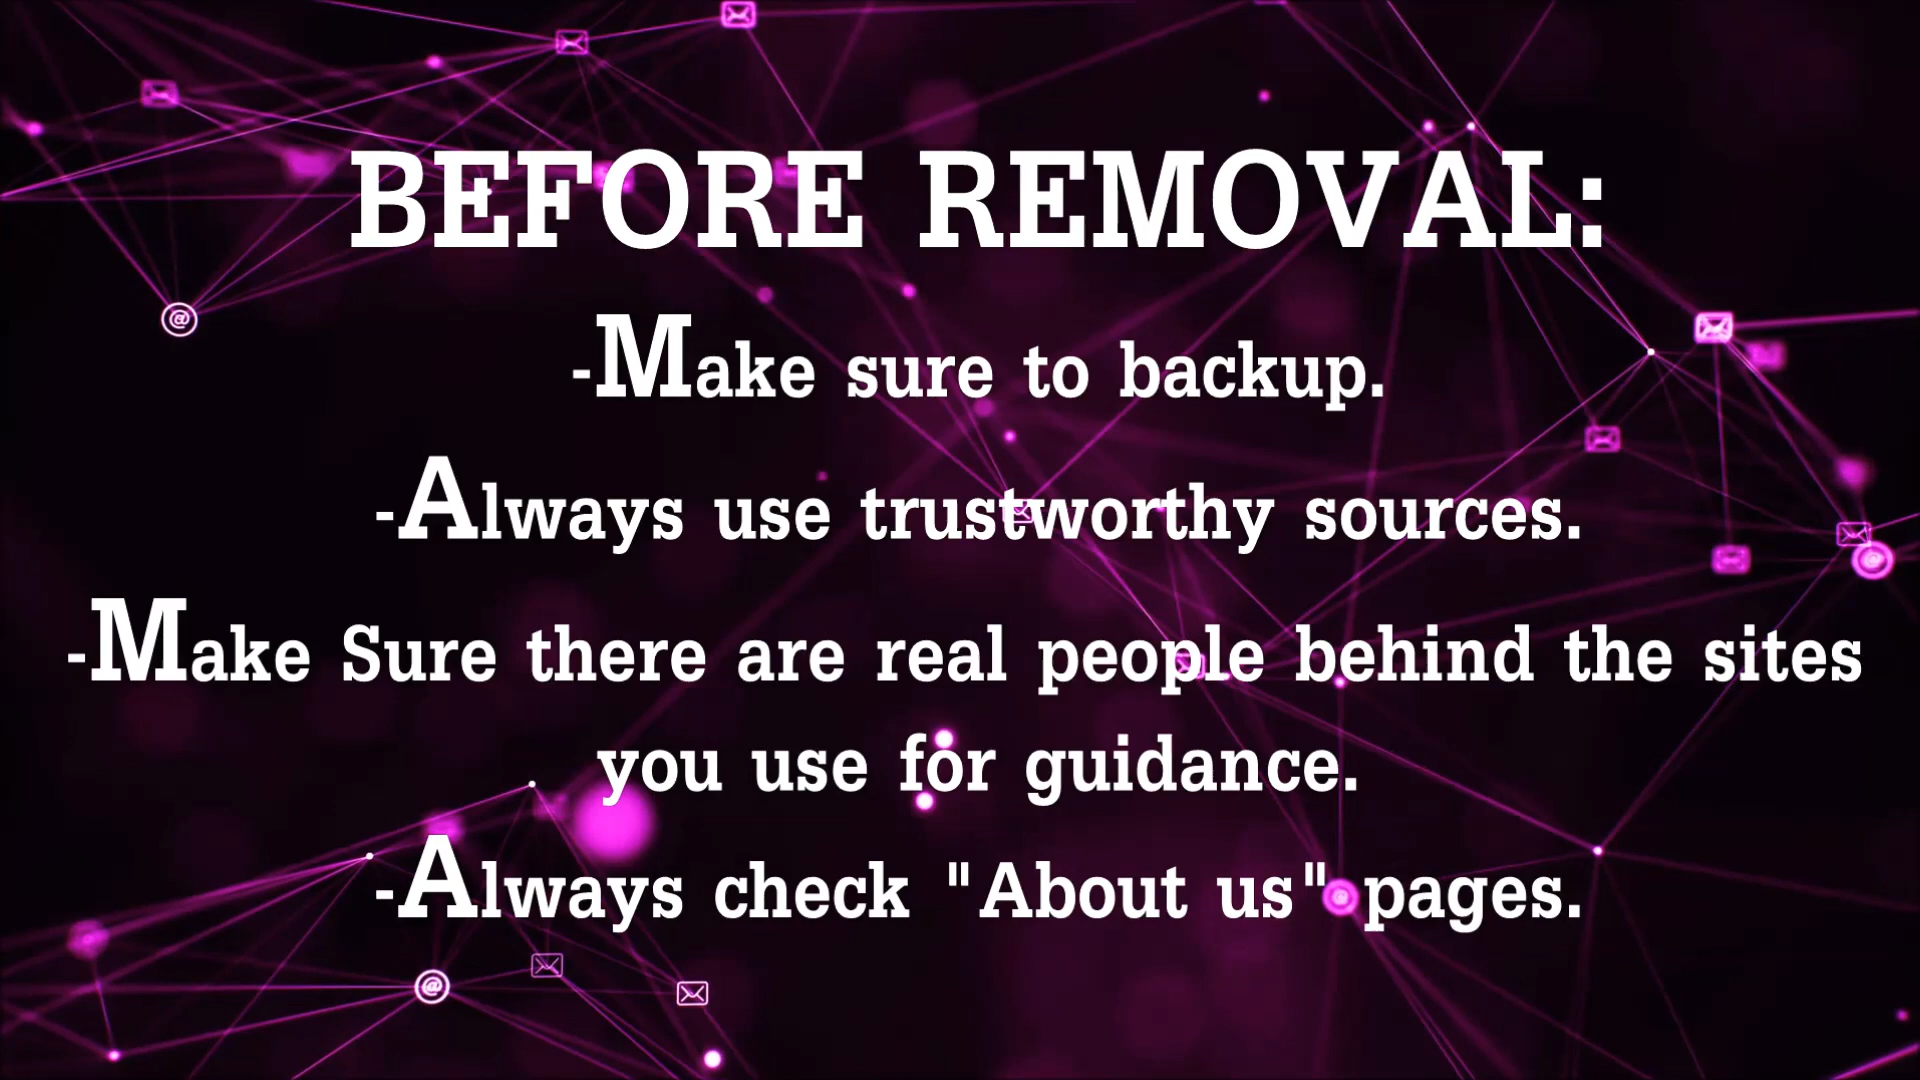 BEFORE REMOVAL:
-Make sure to backup.
-Always use trustworthy sources.
-Make Sure there are real people behind the sites
you use for guidance.
-Always check "About us" pages.